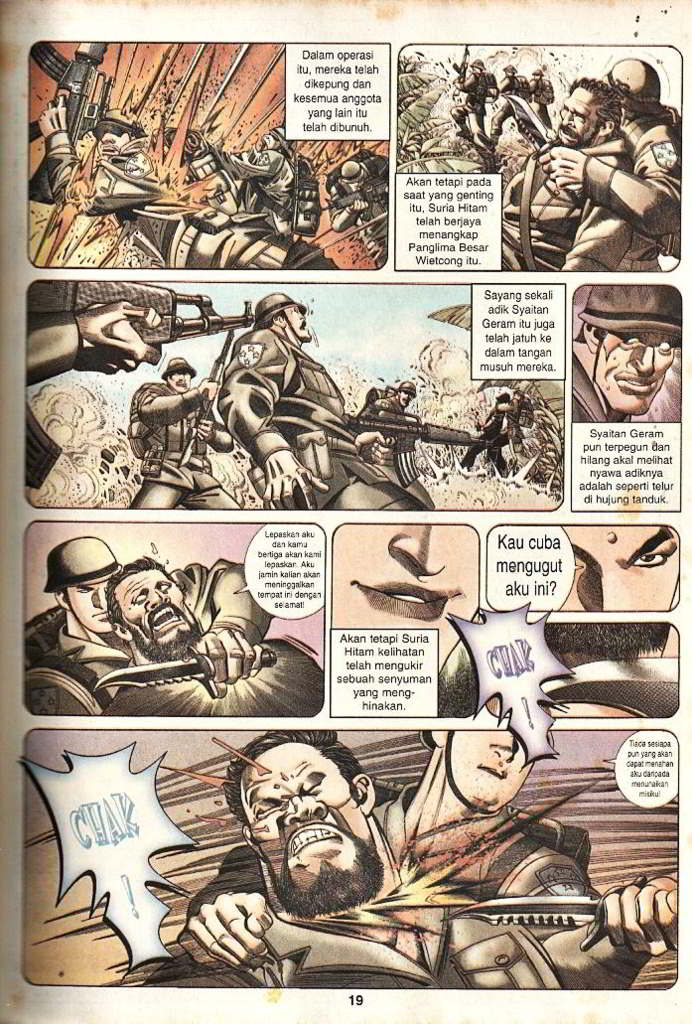 Dalam operasi
itu, mereka telah
dikepung dan
kesemua anggota
yang lain itu
telah dibunuh.
Akan tetapi pada
saat yang genting
itu, Suria Hitam
telah berjaya
menangkap
Panglima Besar
Wietcong itu.
Sayang sekali
adik Syaitan
Geram itu juga
telah jatuh ke
dalam tangan
musuh mereka.
Syaitan Geram
pun terpegun dan
hilang akal melihat
nyawa adiknya
adalah seperti telur
di hujung tanduk.
Lepaskan aku
dan kamu
bertiga akan kami
lepaskan. Aku
jamin kalian akan
meninggalkan
tempat ini dengan
selamat!
Akan tetapi Suria
Hitam kelihatan
telah mengukir
sebuah senyuman
yang meng-
hinakan.
Kau cuba
mengugut
aku ini?
CHAK
!
CHAK
!
Tiada sesiapa
pun yang akan
dapat menahan
aku daripada
menunaikan
misiku!
19